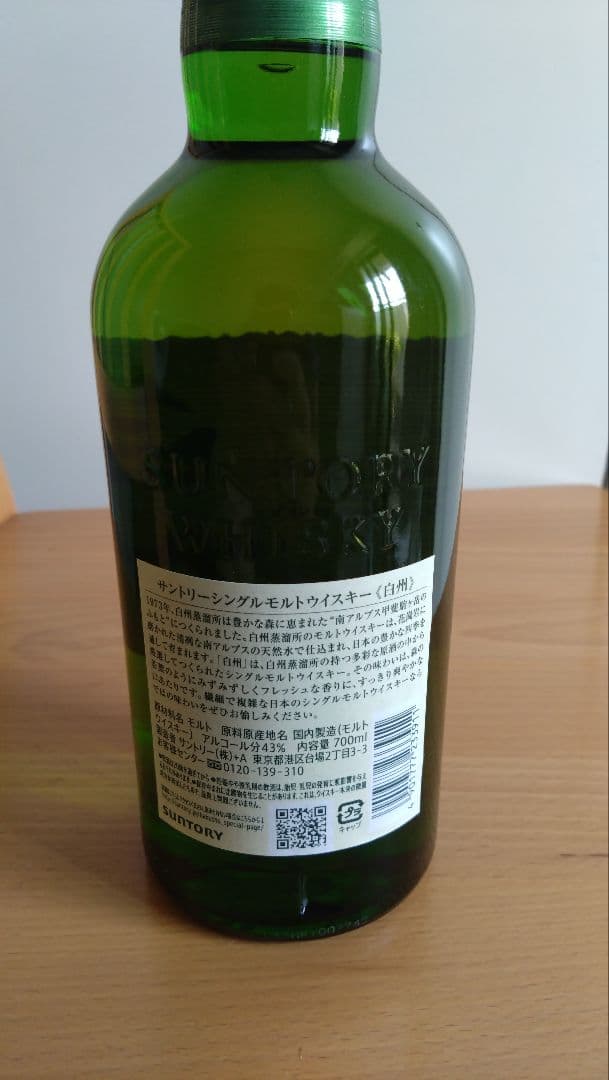 SUNTORY
WHISKY
サントリーシングルモルトウイスキー《白州》
1973年、白州蒸溜所は豊かな森に恵まれた“南アルプス甲斐駒ヶ岳の
ふもと”につくられました。白州蒸溜所のモルトウイスキーは、花崗岩に
磨かれた清冽な南アルプスの天然水で仕込まれ、日本の豊かな四季を
通して育まれます。「白州」は、白州蒸溜所の持つ多彩な原酒の中から
厳選してつくられたシングルモルトウイスキー。その味わいは、森の
若葉のようにみずみずしくフレッシュな香りに、すっきり爽やかな
口あたりです。繊細で複雑な日本のシングルモルトウイスキーなら
ではの味わいをぜひお愉しみください。
原材料名 モルト 原料原産地名 国内製造(モルト
ウイスキー) アルコール分43% 内容量 700ml
製造者 サントリー(株)+A 東京都港区台場2丁目3-3
お客様センター 0120-139-310
SUNTORY
キャップ